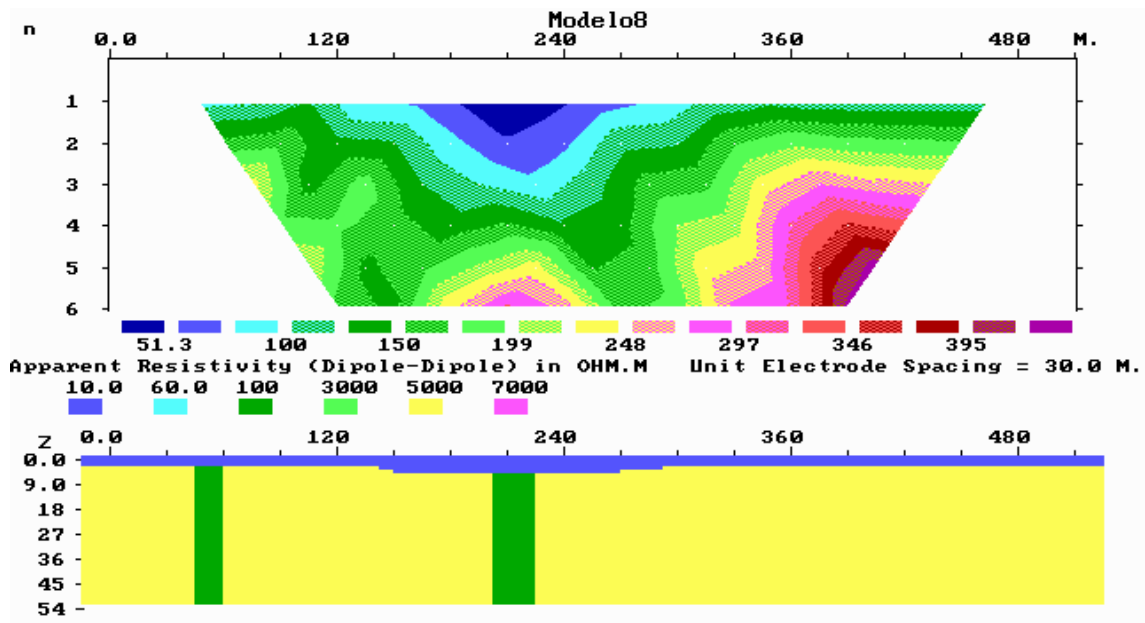 Modelo8
n
0.0 120 240 360 480 M.
1
2
3
4
5
6
51.3 100 150 199 248 297 346 395
Apparent Resistivity (Dipole-Dipole) in OHM.M Unit Electrode Spacing = 30.0 M.
10.0 60.0 100 3000 5000 7000
Z 0.0 120 240 360 480
0.0
9.0
18
27
36
45
54